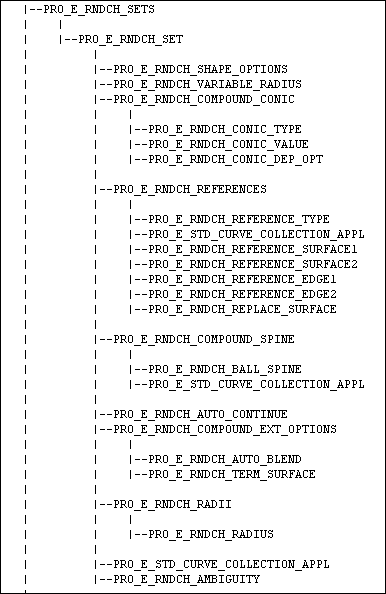 |--PRO_E_RNDCH_SETS
|    |
|    |--PRO_E_RNDCH_SET
|         |
|         |--PRO_E_RNDCH_SHAPE_OPTIONS
|         |--PRO_E_RNDCH_VARIABLE_RADIUS
|         |--PRO_E_RNDCH_COMPOUND_CONIC
|         |    |
|         |    |--PRO_E_RNDCH_CONIC_TYPE
|         |    |--PRO_E_RNDCH_CONIC_VALUE
|         |    |--PRO_E_RNDCH_CONIC_DEP_OPT
|         |
|         |--PRO_E_RNDCH_REFERENCES
|         |    |
|         |    |--PRO_E_RNDCH_REFERENCE_TYPE
|         |    |--PRO_E_STD_CURVE_COLLECTION_APPL
|         |    |--PRO_E_RNDCH_REFERENCE_SURFACE1
|         |    |--PRO_E_RNDCH_REFERENCE_SURFACE2
|         |    |--PRO_E_RNDCH_REFERENCE_EDGE1
|         |    |--PRO_E_RNDCH_REFERENCE_EDGE2
|         |    |--PRO_E_RNDCH_REPLACE_SURFACE
|         |
|         |--PRO_E_RNDCH_COMPOUND_SPINE
|         |    |
|         |    |--PRO_E_RNDCH_BALL_SPINE
|         |    |--PRO_E_STD_CURVE_COLLECTION_APPL
|         |
|         |--PRO_E_RNDCH_AUTO_CONTINUE
|         |--PRO_E_RNDCH_COMPOUND_EXT_OPTIONS
|         |    |
|         |    |--PRO_E_RNDCH_AUTO_BLEND
|         |    |--PRO_E_RNDCH_TERM_SURFACE
|         |
|         |--PRO_E_RNDCH_RADII
|         |    |
|         |    |--PRO_E_RNDCH_RADIUS
|         |
|         |--PRO_E_STD_CURVE_COLLECTION_APPL
|         |--PRO_E_RNDCH_AMBIGUITY
|